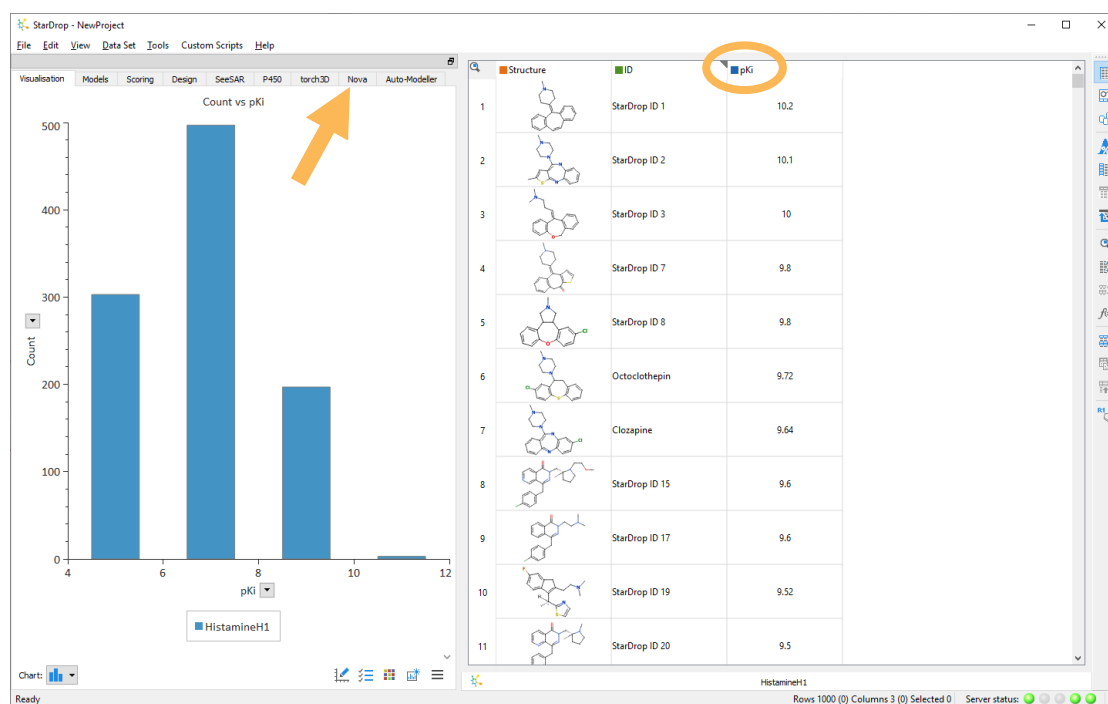 StarDrop - NewProject
File Edit View Data Set Tools Custom Scripts Help
Visualisation Models Scoring Design SeeSAR P450 torch3D Nova Auto-Modeller
Count vs pKi
500
400
300
200
100
0
Count
4 6 8 10 12
pKi
HistamineH1
Chart:
Structure ID pKi
1 StarDrop ID 1 10.2
2 StarDrop ID 2 10.1
3 StarDrop ID 3 10
4 StarDrop ID 7 9.8
5 StarDrop ID 8 9.8
6 Octoclothepin 9.72
7 Clozapine 9.64
8 StarDrop ID 15 9.6
9 StarDrop ID 17 9.6
10 StarDrop ID 19 9.52
11 StarDrop ID 20 9.5
HistamineH1
Ready
Rows 1000 (0) Columns 3 (0) Selected 0 Server status: